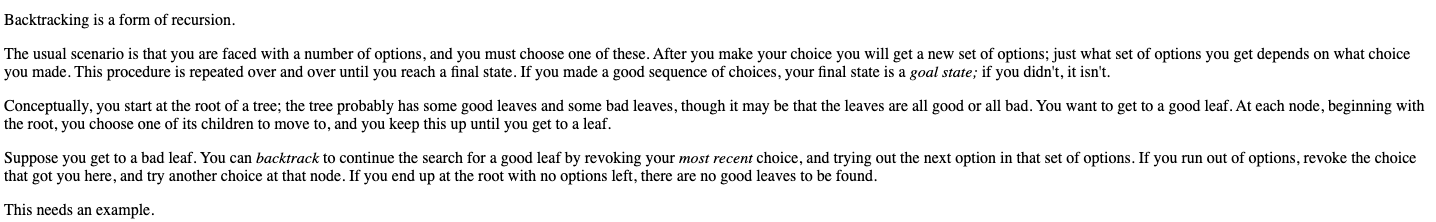 Backtracking is a form of recursion.
The usual scenario is that you are faced with a number of options, and you must choose one of these. After you make your choice you will get a new set of options; just what set of options you get depends on what choice
you made. This procedure is repeated over and over until you reach a final state. If you made a good sequence of choices, your final state is a goal state; if you didn't, it isn't.
Conceptually, you start at the root of a tree; the tree probably has some good leaves and some bad leaves, though it may be that the leaves are all good or all bad. You want to get to a good leaf. At each node, beginning with
the root, you choose one of its children to move to, and you keep this up until you get to a leaf.
Suppose you get to a bad leaf. You can backtrack to continue the search for a good leaf by revoking your most recent choice, and trying out the next option in that set of options. If you run out of options, revoke the choice
that got you here, and try another choice at that node. If you end up at the root with no options left, there are no good leaves to be found.
This needs an example.